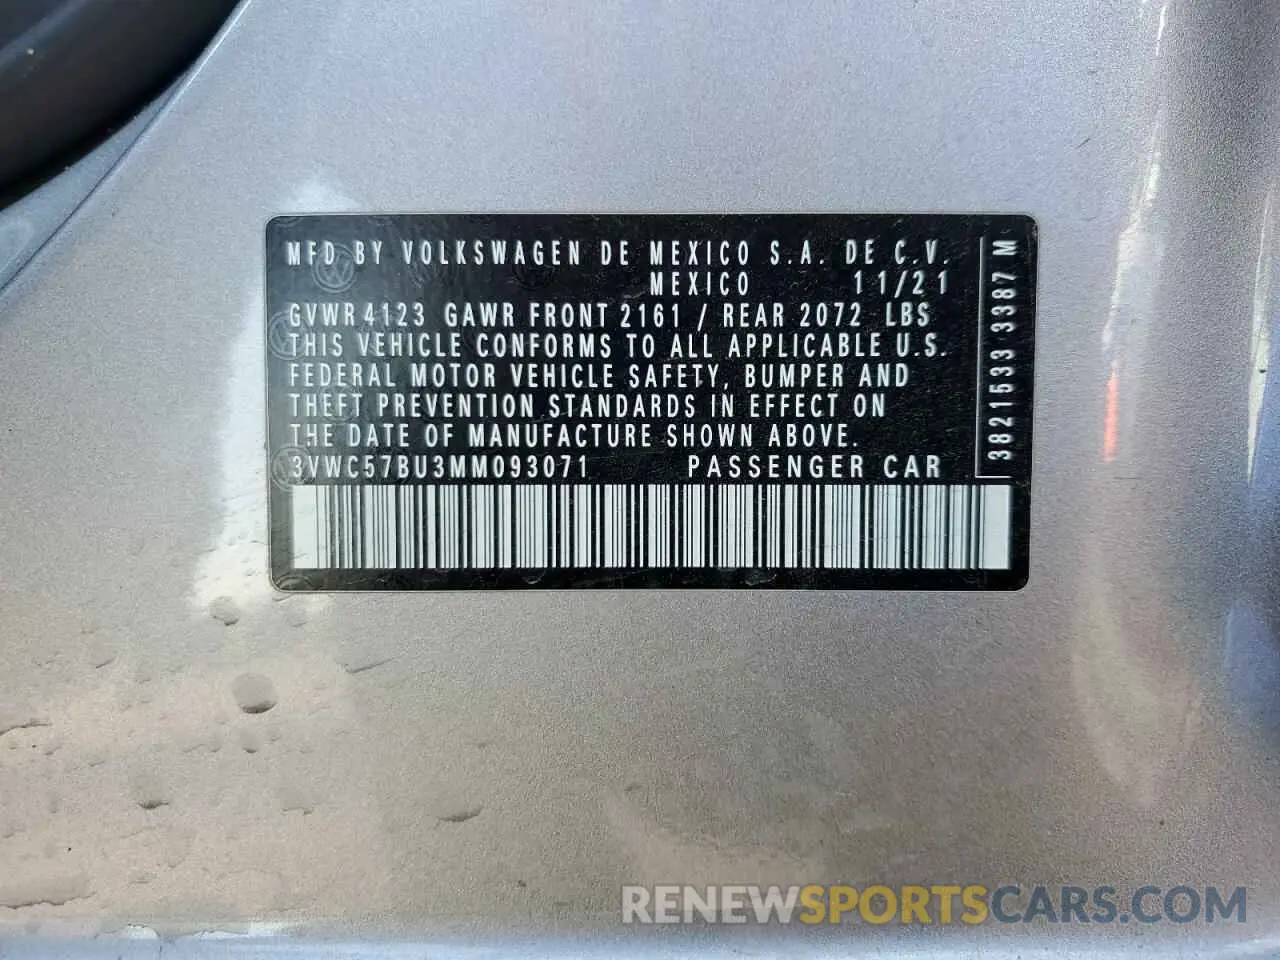 MFD BY VOLKSWAGEN DE MEXICO S.A. DE C.V.
MEXICO 11/21
GVWR 4123 GAWR FRONT 2161 / REAR 2072 LBS
THIS VEHICLE CONFORMS TO ALL APPLICABLE U.S.
FEDERAL MOTOR VEHICLE SAFETY, BUMPER AND
THEFT PREVENTION STANDARDS IN EFFECT ON
THE DATE OF MANUFACTURE SHOWN ABOVE.
3VWC57BU3MM093071 PASSENGER CAR
3821533 3387 M
RENEWSPORTSCARS.COM